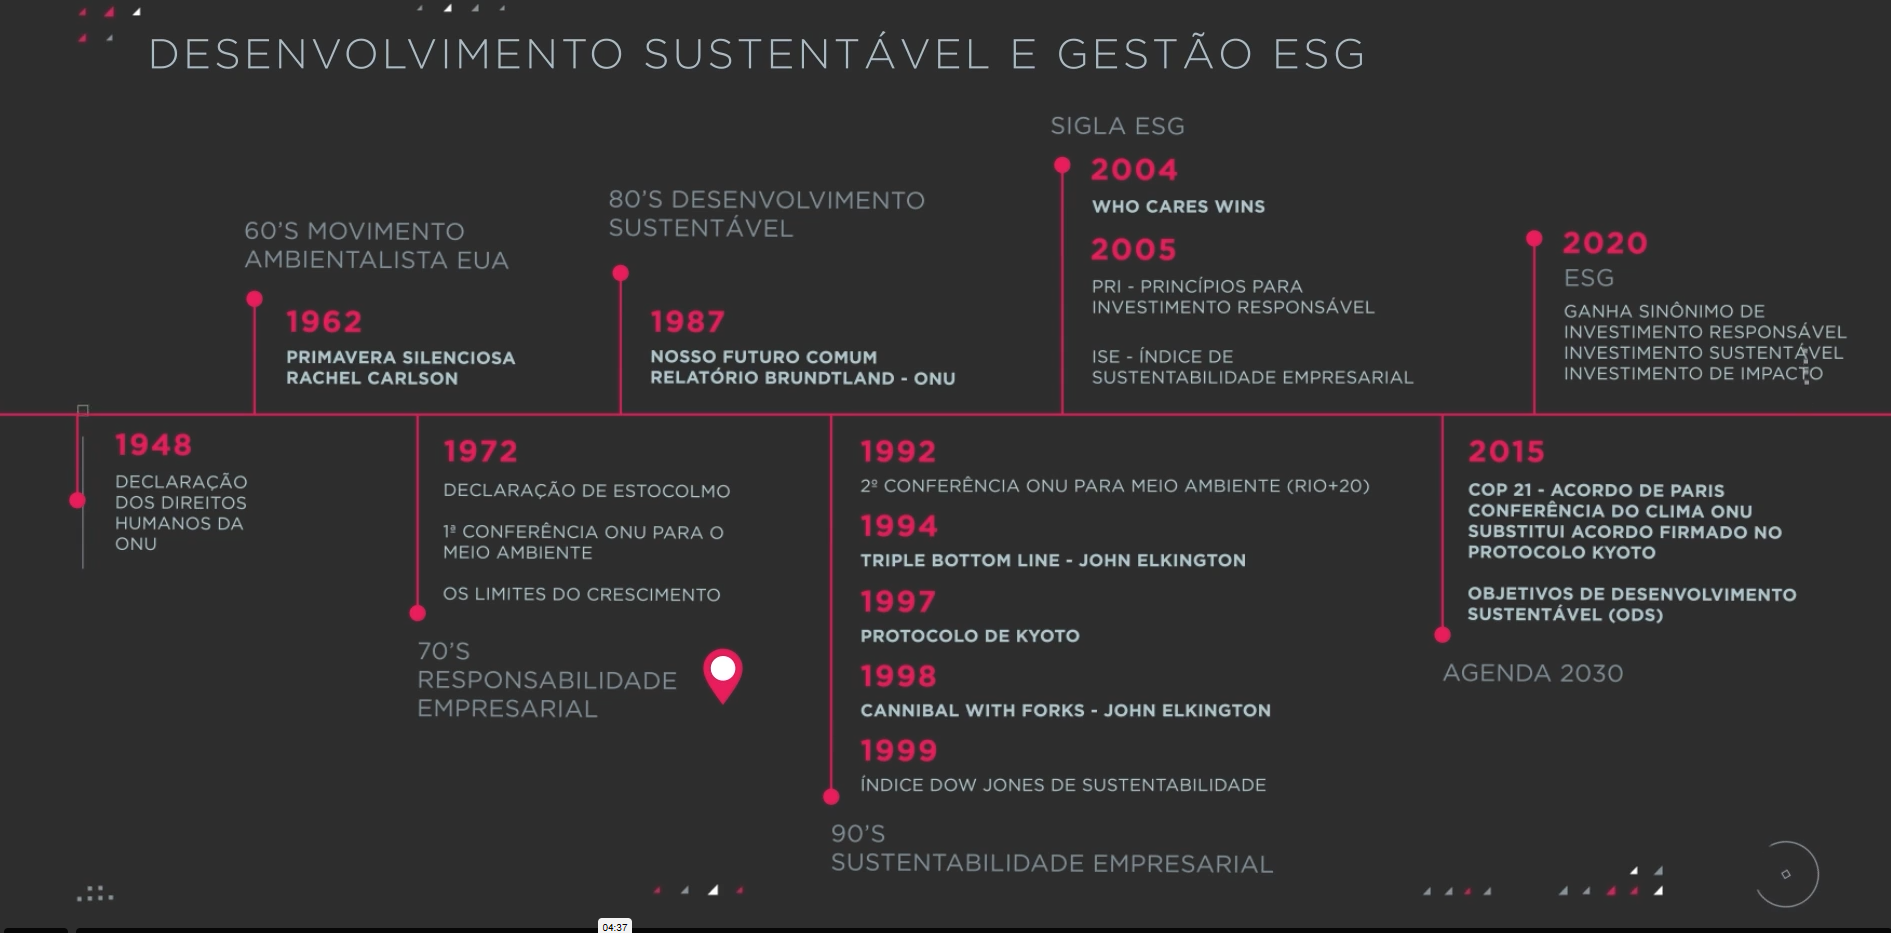 DESENVOLVIMENTO SUSTENTÁVEL E GESTÃO ESG
1948
DECLARAÇÃO
DOS DIREITOS
HUMANOS DA
ONU
60'S MOVIMENTO
AMBIENTALISTA EUA
1962
PRIMAVERA SILENCIOSA
RACHEL CARLSON
1972
DECLARAÇÃO DE ESTOCOLMO
1ª CONFERÊNCIA ONU PARA O
MEIO AMBIENTE
OS LIMITES DO CRESCIMENTO
70'S
RESPONSABILIDADE
EMPRESARIAL
80'S DESENVOLVIMENTO
SUSTENTÁVEL
1987
NOSSO FUTURO COMUM
RELATÓRIO BRUNDTLAND - ONU
1992
2º CONFERÊNCIA ONU PARA MEIO AMBIENTE (RIO+20)
1994
TRIPLE BOTTOM LINE - JOHN ELKINGTON
1997
PROTOCOLO DE KYOTO
1998
CANNIBAL WITH FORKS - JOHN ELKINGTON
1999
ÍNDICE DOW JONES DE SUSTENTABILIDADE
90'S
SUSTENTABILIDADE EMPRESARIAL
SIGLA ESG
2004
WHO CARES WINS
2005
PRI - PRINCÍPIOS PARA
INVESTIMENTO RESPONSÁVEL
ISE - ÍNDICE DE
SUSTENTABILIDADE EMPRESARIAL
2015
COP 21 - ACORDO DE PARIS
CONFERÊNCIA DO CLIMA ONU
SUBSTITUI ACORDO FIRMADO NO
PROTOCOLO KYOTO
OBJETIVOS DE DESENVOLVIMENTO
SUSTENTÁVEL (ODS)
AGENDA 2030
2020
ESG
GANHA SINÔNIMO DE
INVESTIMENTO RESPONSÁVEL
INVESTIMENTO SUSTENTÁVEL
INVESTIMENTO DE IMPACTO
04:37